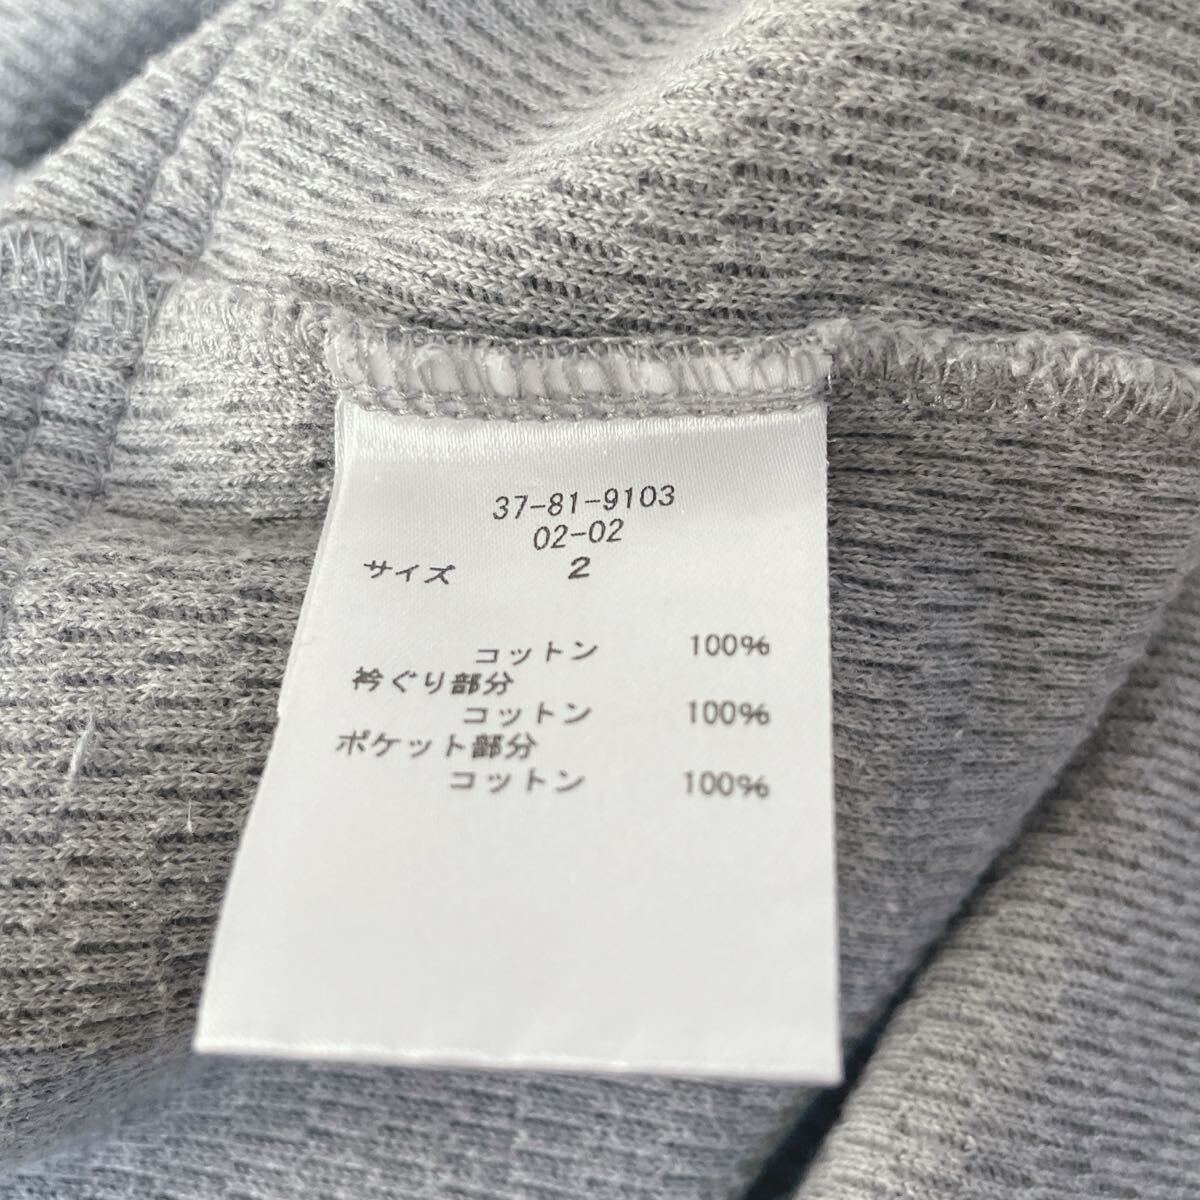 37-81-9103
02-02
サイズ 2
コットン 100%
衿ぐり部分
コットン 100%
ポケット部分
コットン 100%